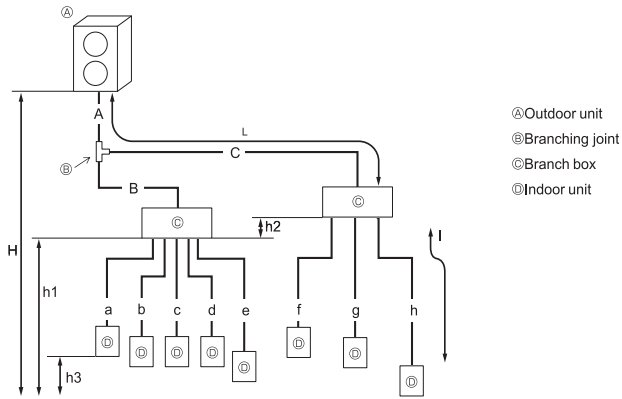 Ⓐ
A
L
C
Ⓑ
B
Ⓒ
Ⓒ
h2
H
h1
l
a b c d e f g h
Ⓓ Ⓓ Ⓓ Ⓓ Ⓓ Ⓓ Ⓓ Ⓓ
h3
ⒶOutdoor unit
ⒷBranching joint
ⒸBranch box
ⒹIndoor unit